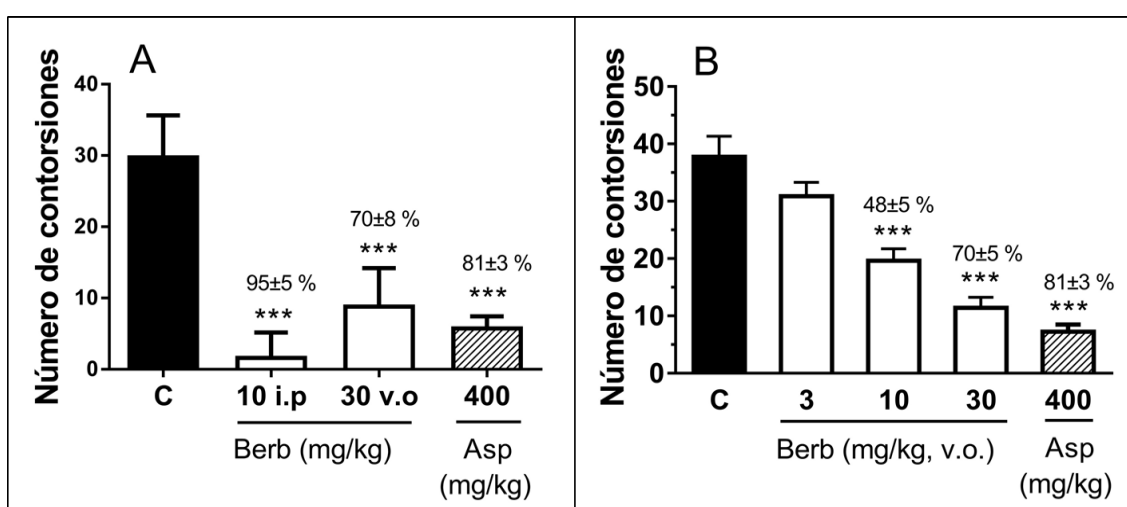 A
Número de contorsiones
40
30
20
10
0
95±5 %
***
70±8 %
***
81±3 %
***
C
10 i.p
30 v.o
400
Berb (mg/kg)
Asp
(mg/kg)
B
Número de contorsiones
50
40
30
20
10
0
48±5 %
***
70±5 %
***
81±3 %
***
C
3
10
30
400
Berb (mg/kg, v.o.)
Asp
(mg/kg)